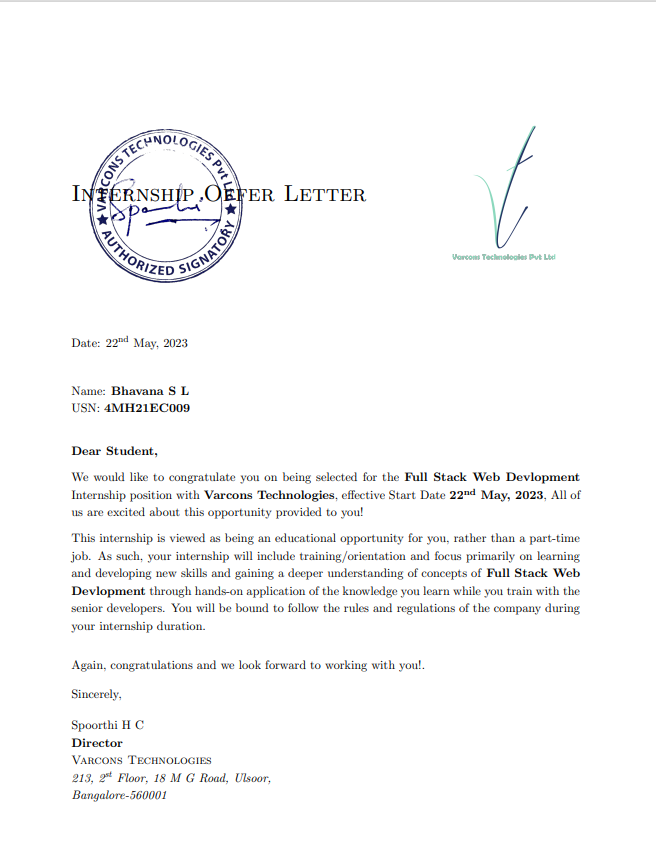 VARCONS TECHNOLOGIES Pvt Ltd
INTERNSHIP OFFER LETTER
AUTHORIZED SIGNATORY
Varcons Technologies Pvt Ltd
Date: 22nd May, 2023
Name: Bhavana S L
USN: 4MH21EC009
Dear Student,
We would like to congratulate you on being selected for the Full Stack Web Devlopment
Internship position with Varcons Technologies, effective Start Date 22nd May, 2023, All of
us are excited about this opportunity provided to you!
This internship is viewed as being an educational opportunity for you, rather than a part-time
job. As such, your internship will include training/orientation and focus primarily on learning
and developing new skills and gaining a deeper understanding of concepts of Full Stack Web
Devlopment through hands-on application of the knowledge you learn while you train with the
senior developers. You will be bound to follow the rules and regulations of the company during
your internship duration.
Again, congratulations and we look forward to working with you!.
Sincerely,
Spoorthi H C
Director
VARCONS TECHNOLOGIES
213, 2st Floor, 18 M G Road, Ulsoor,
Bangalore-560001